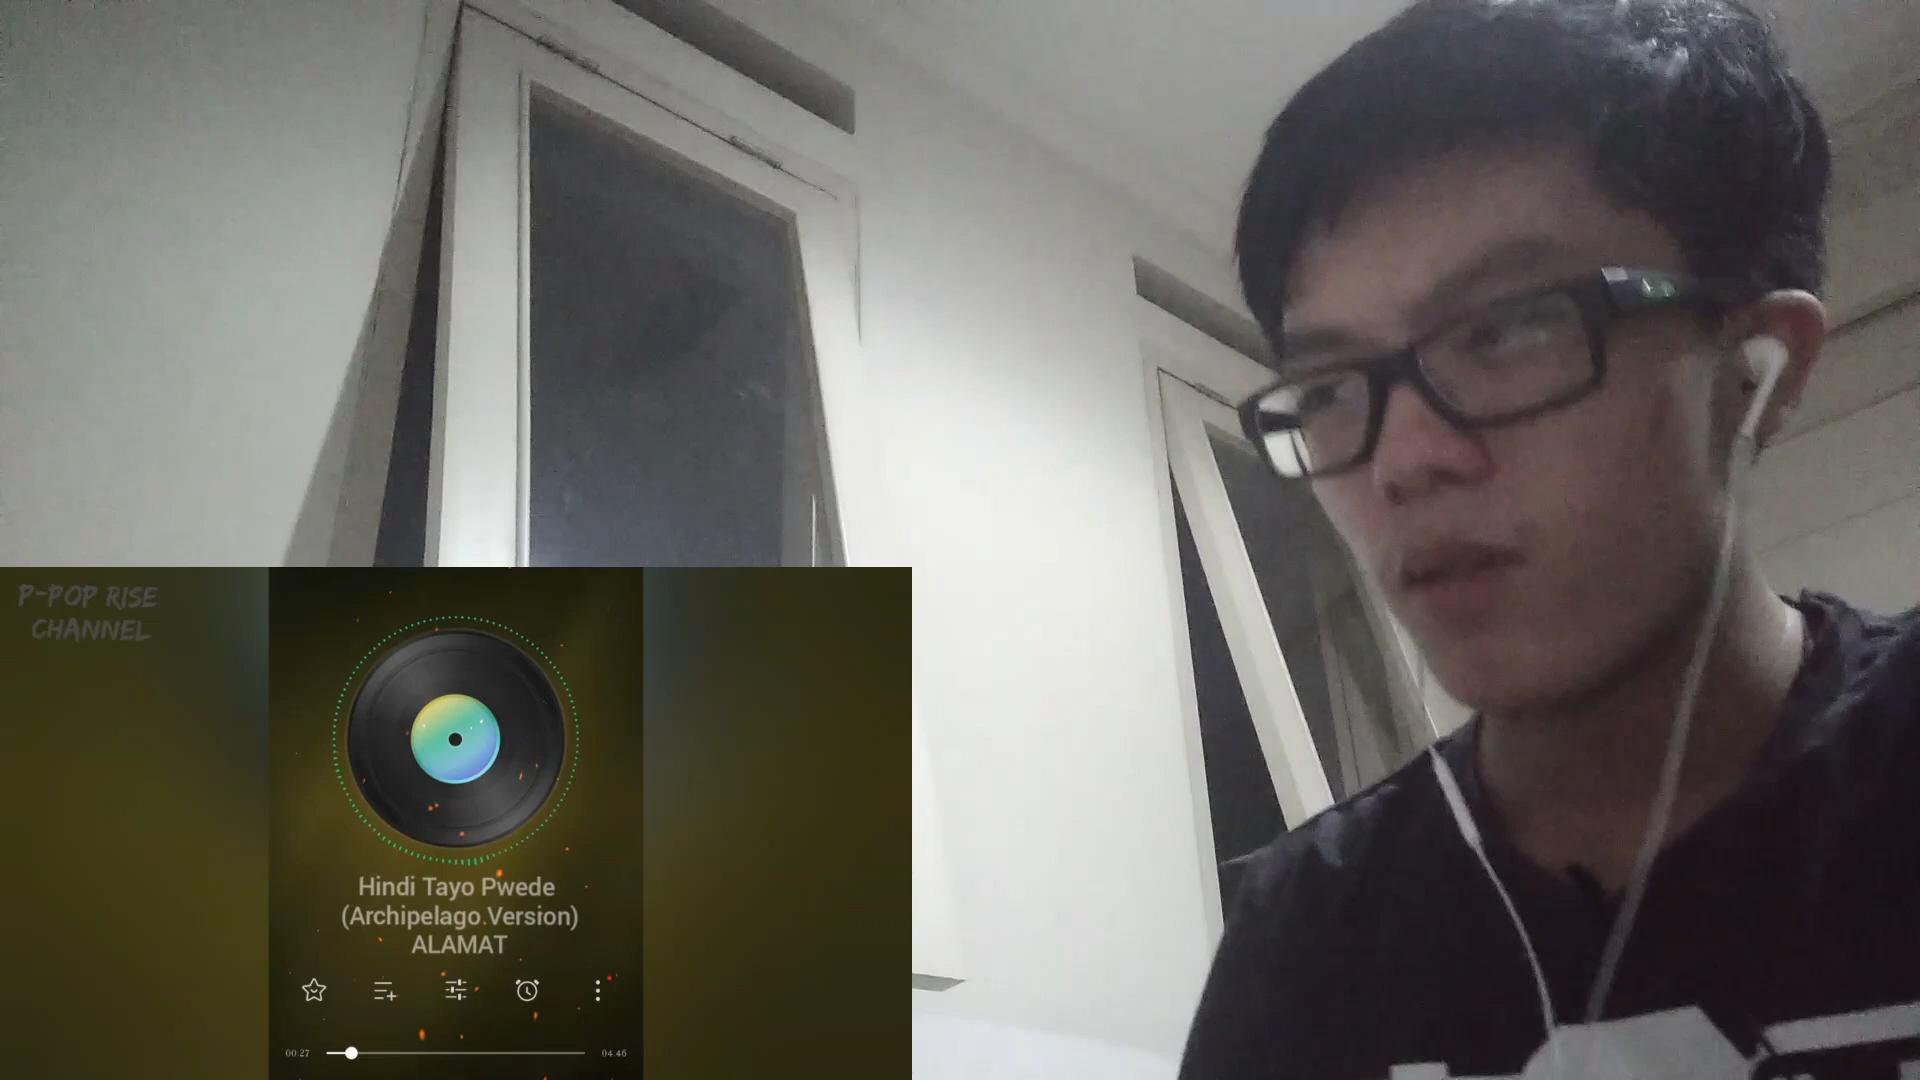 P-POP RISE
CHANNEL
Hindi Tayo Pwede
(Archipelago Version)
ALAMAT
00:27
04:46